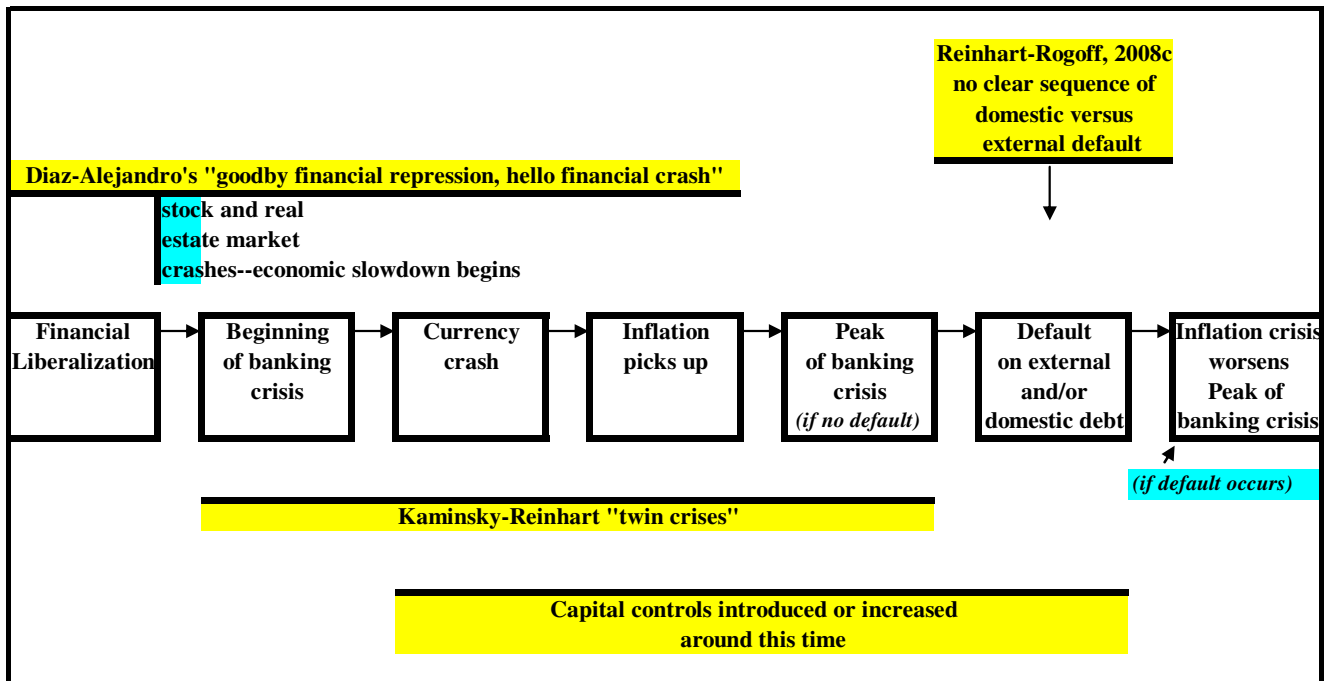 Reinhart-Rogoff, 2008c
no clear sequence of
domestic versus
external default
Diaz-Alejandro's "goodby financial repression, hello financial crash"
stock and real
estate market
crashes--economic slowdown begins
Financial
Liberalization
Beginning
of banking
crisis
Currency
crash
Inflation
picks up
Peak
of banking
crisis
(if no default)
Default
on external
and/or
domestic debt
Inflation crisis
worsens
Peak of
banking crisis
(if default occurs)
Kaminsky-Reinhart "twin crises"
Capital controls introduced or increased
around this time